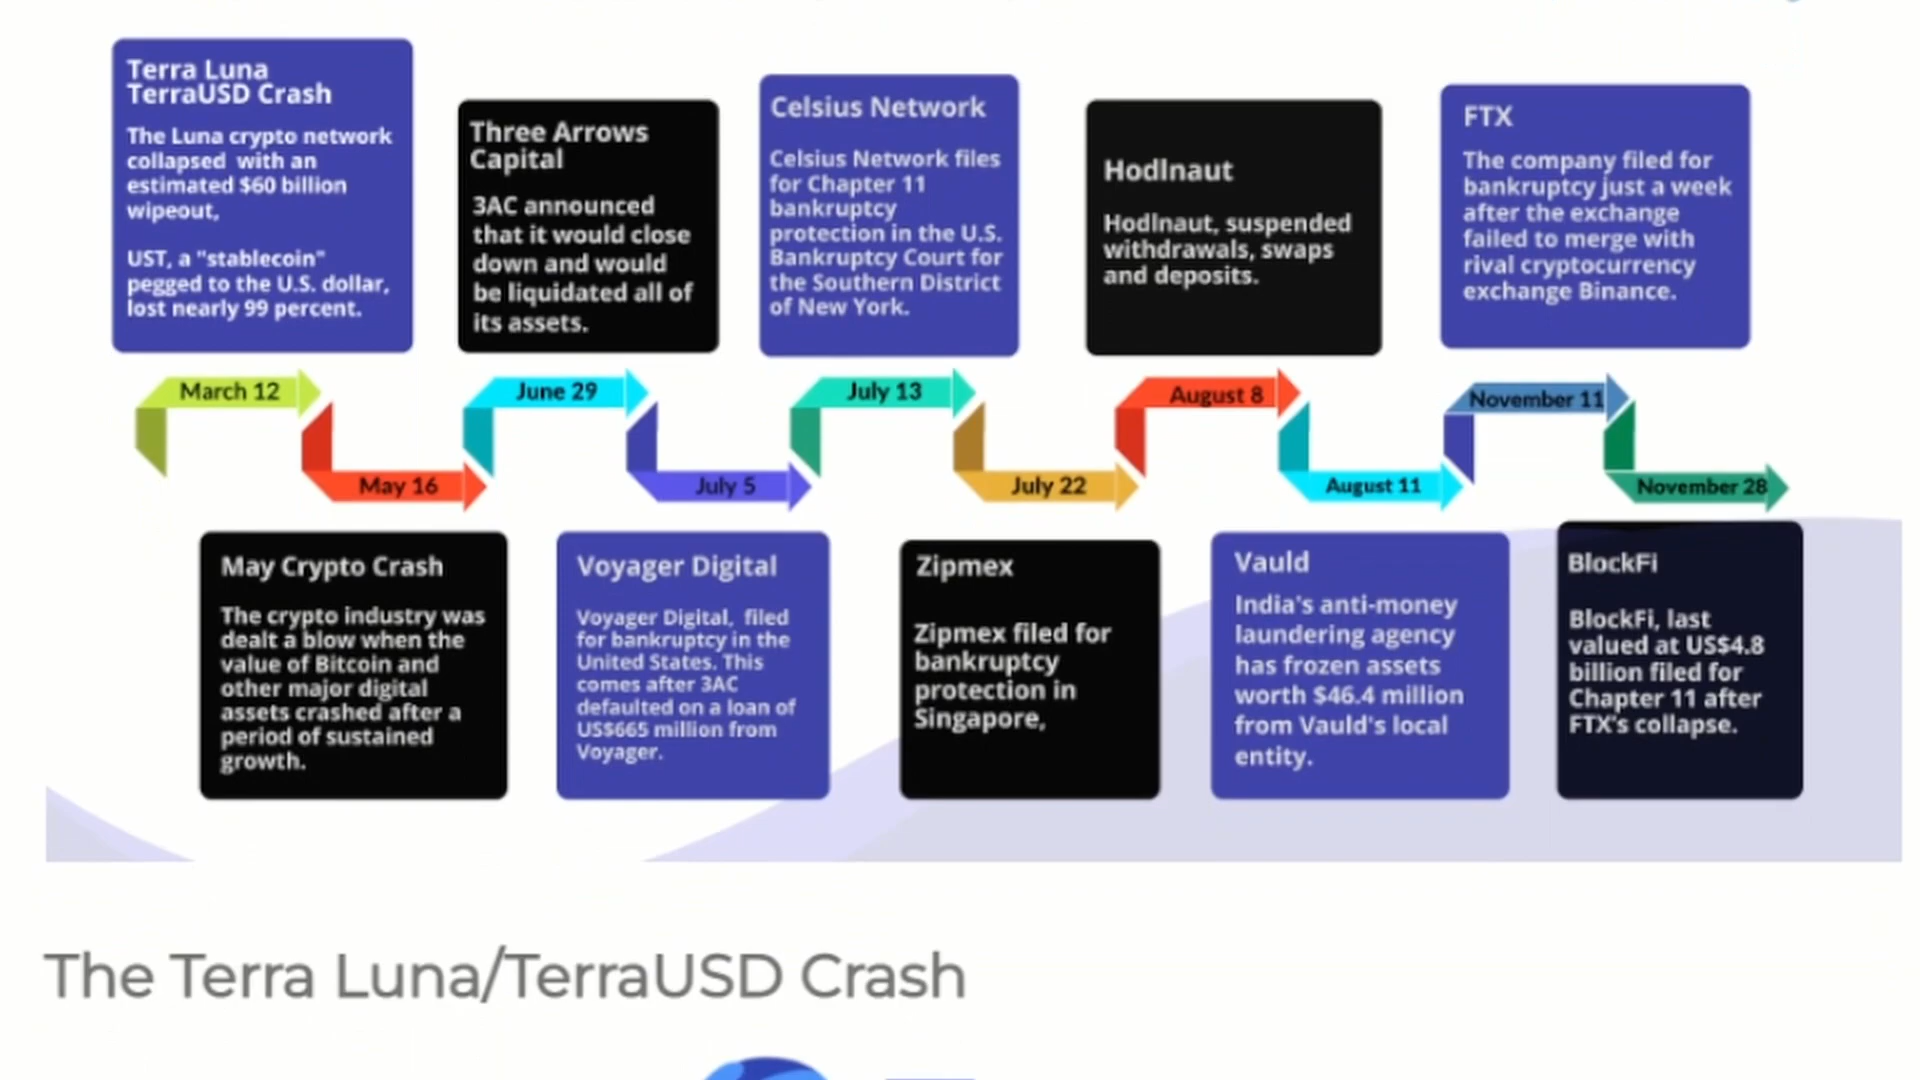 Terra Luna
TerraUSD Crash
The Luna crypto network
collapsed with an
estimated $60 billion
wipeout,
UST, a "stablecoin"
pegged to the U.S. dollar,
lost nearly 99 percent.
Three Arrows
Capital
3AC announced
that it would close
down and would
be liquidated all of
its assets.
Celsius Network
Celsius Network files
for Chapter 11
bankruptcy
protection in the U.S.
Bankruptcy Court for
the Southern District
of New York.
Hodlnaut
Hodlnaut, suspended
withdrawals, swaps
and deposits.
FTX
The company filed for
bankruptcy just a week
after the exchange
failed to merge with
rival cryptocurrency
exchange Binance.
March 12
June 29
July 13
August 8
November 11
May 16
July 5
July 22
August 11
November 28
May Crypto Crash
The crypto industry was
dealt a blow when the
value of Bitcoin and
other major digital
assets crashed after a
period of sustained
growth.
Voyager Digital
Voyager Digital, filed
for bankruptcy in the
United States. This
comes after 3AC
defaulted on a loan of
US$665 million from
Voyager.
Zipmex
Zipmex filed for
bankruptcy
protection in
Singapore,
Vauld
India's anti-money
laundering agency
has frozen assets
worth $46.4 million
from Vauld's local
entity.
BlockFi
BlockFi, last
valued at US$4.8
billion filed for
Chapter 11 after
FTX's collapse.
The Terra Luna/TerraUSD Crash